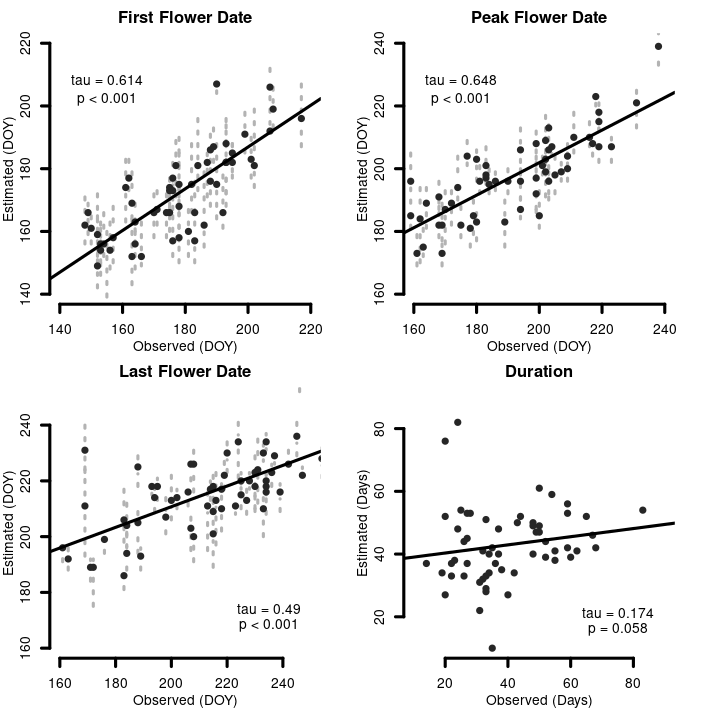 First Flower Date
tau = 0.614
p < 0.001
Estimated (DOY)
140 160 180 200 220
140 160 180 200 220
Observed (DOY)
Peak Flower Date
tau = 0.648
p < 0.001
Estimated (DOY)
160 180 200 220 240
160 180 200 220 240
Observed (DOY)
Last Flower Date
tau = 0.49
p < 0.001
Estimated (DOY)
160 180 200 220 240
160 180 200 220 240
Observed (DOY)
Duration
tau = 0.174
p = 0.058
Estimated (Days)
20 40 60 80
20 40 60 80
Observed (Days)